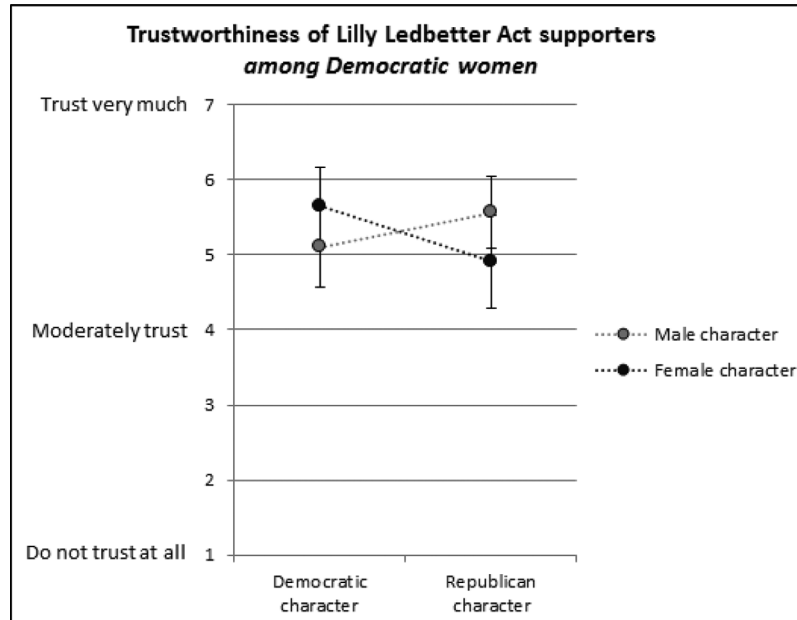 Trustworthiness of Lilly Ledbetter Act supporters
among Democratic women
Trust very much 7
6
5
Moderately trust 4
3
2
Do not trust at all 1
Male character
Female character
Democratic
character
Republican
character